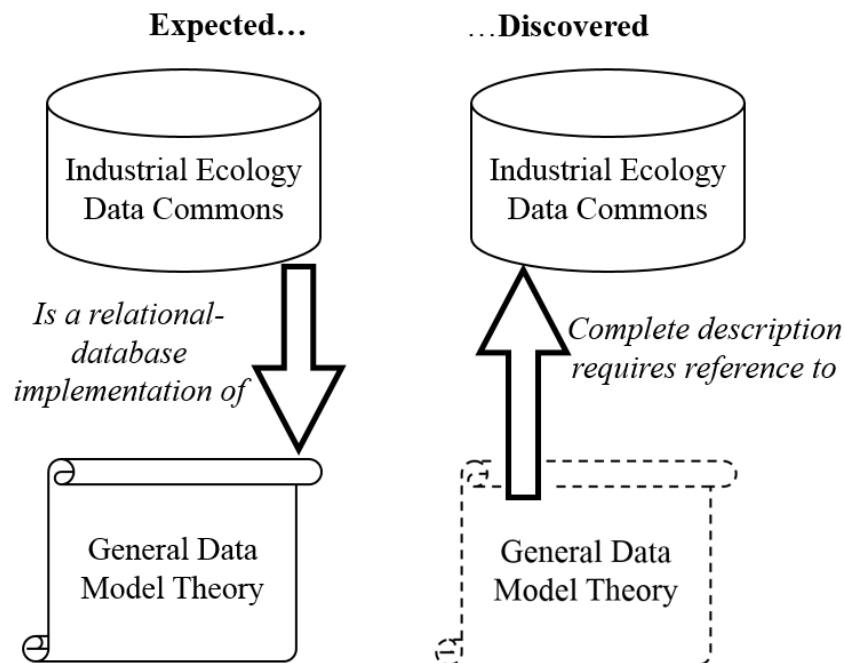 Expected…
…Discovered
Industrial Ecology
Data Commons
Industrial Ecology
Data Commons
Is a relational-
database
implementation of
Complete description
requires reference to
General Data
Model Theory
General Data
Model Theory